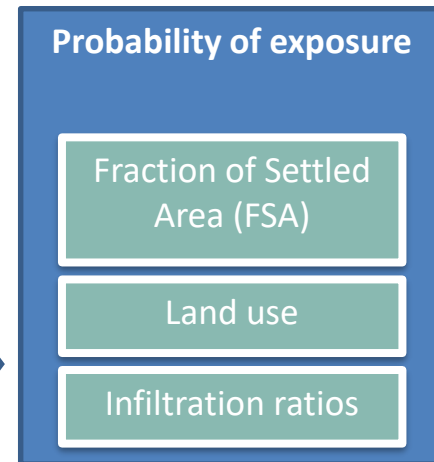 Probability of exposure
Fraction of Settled
Area (FSA)
Land use
Infiltration ratios